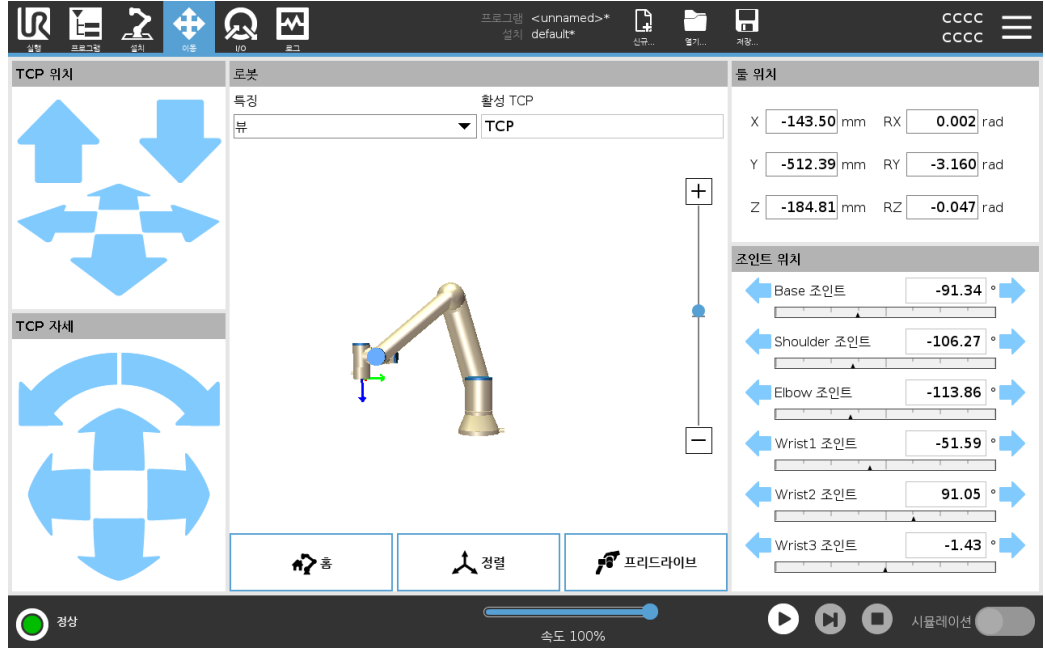 UR
프로그램 <unnamed>*
설치 default*
CCCC
CCCC
실행 프로그램 설치 이동 I/O 로그 신규... 열기... 저장...
TCP 위치
로봇
툴 위치
특징 활성 TCP
뷰 TCP
X -143.50 mm RX 0.002 rad
Y -512.39 mm RY -3.160 rad
Z -184.81 mm RZ -0.047 rad
조인트 위치
Base 조인트 -91.34 °
Shoulder 조인트 -106.27 °
Elbow 조인트 -113.86 °
Wrist1 조인트 -51.59 °
Wrist2 조인트 91.05 °
Wrist3 조인트 -1.43 °
TCP 자세
홈 정렬 프리드라이브
정상
속도 100%
시뮬레이션